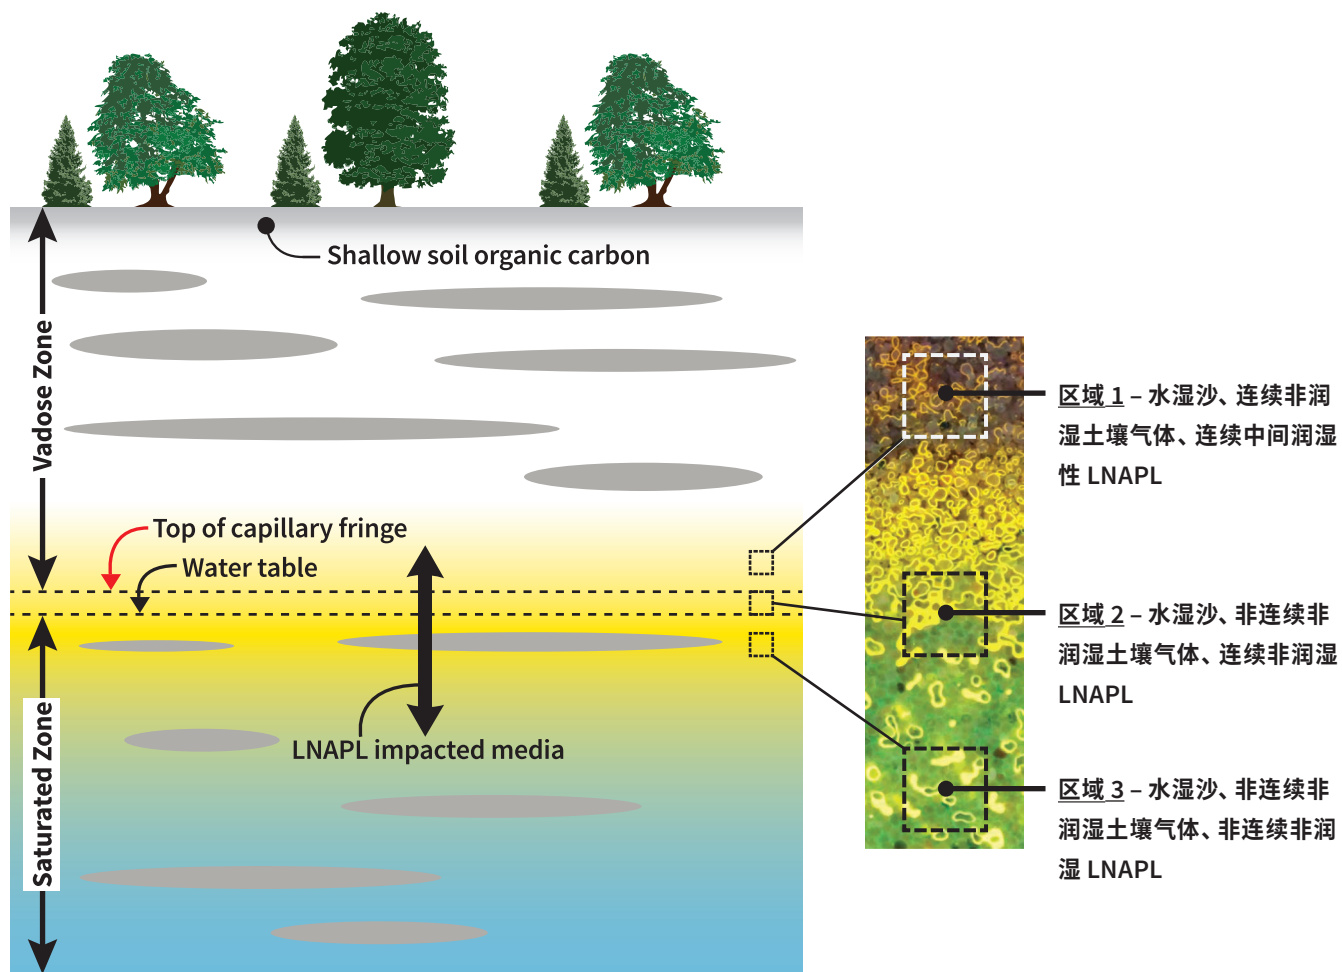 Shallow soil organic carbon
Vadose Zone
Top of capillary fringe
Water table
LNAPL impacted media
Saturated Zone
区域 1 – 水湿沙、连续非润
湿土壤气体、连续中间润湿
性 LNAPL
区域 2 – 水湿沙、非连续非
润湿土壤气体、连续非润湿
LNAPL
区域 3 – 水湿沙、非连续非
润湿土壤气体、非连续非润
湿 LNAPL